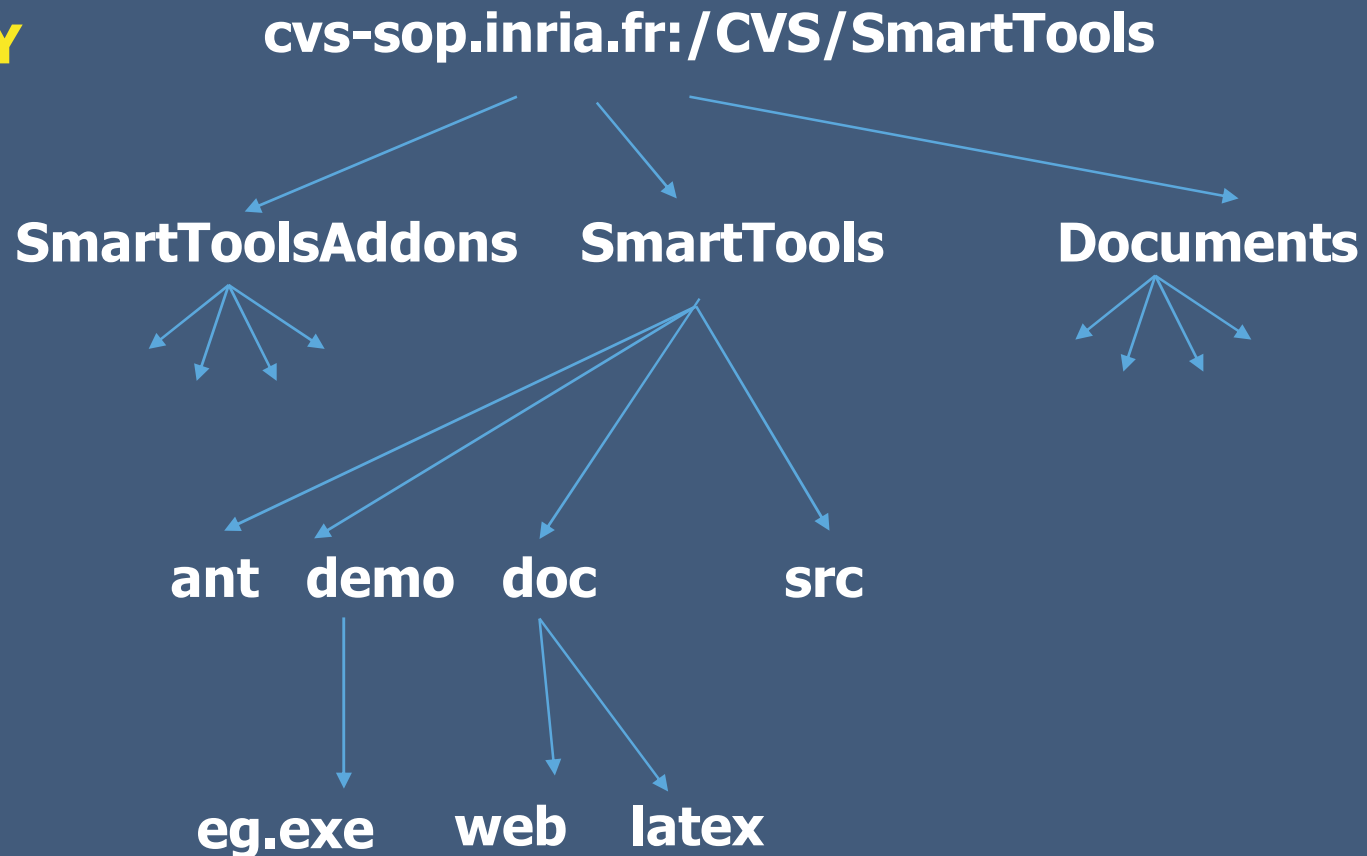 Y
cvs-sop.inria.fr:/CVS/SmartTools
SmartToolsAddons SmartTools Documents
ant demo doc src
eg.exe web latex